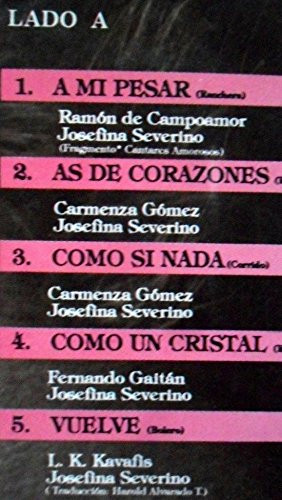 LADO A
1. A MI PESAR (Ranchera)
Ramón de Campoamor
Josefina Severino
(Fragmento* Cantares Amorosos)
2. AS DE CORAZONES
Carmenza Gómez
Josefina Severino
3. COMO SI NADA (Corrido)
Carmenza Gómez
Josefina Severino
4. COMO UN CRISTAL
Fernando Gaitán
Josefina Severino
5. VUELVE (Bolero)
L. K. Kavafis
Josefina Severino
(Traducción: Harold Alvarado T.)